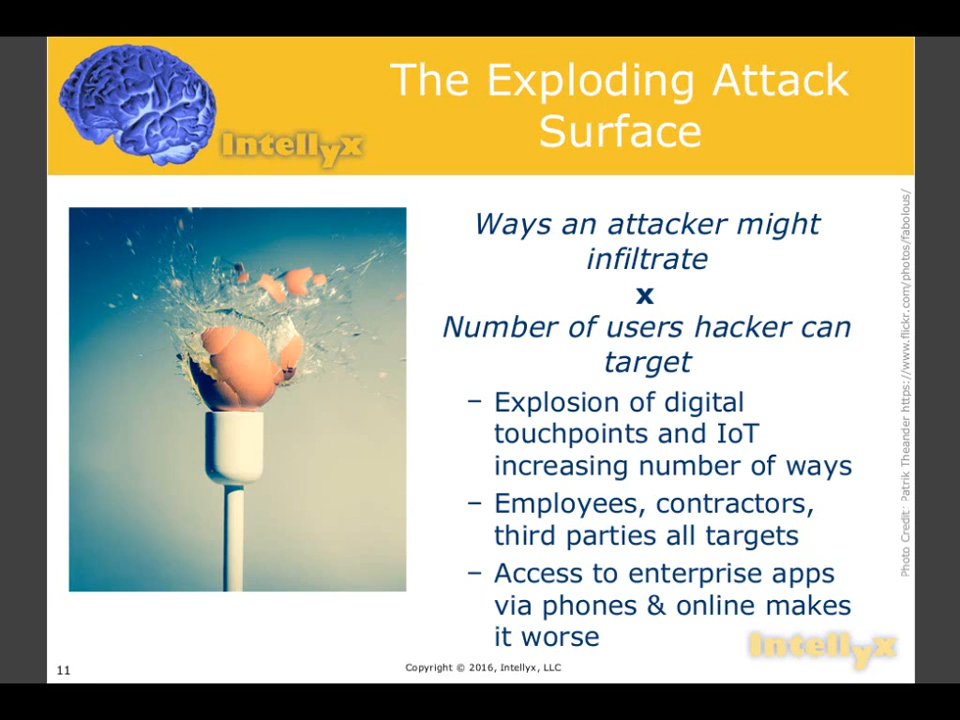 The Exploding Attack
Surface
Intellyx
Ways an attacker might
infiltrate
x
Number of users hacker can
target
– Explosion of digital
touchpoints and IoT
increasing number of ways
– Employees, contractors,
third parties all targets
– Access to enterprise apps
via phones & online makes
it worse
Photo Credit: Patrik Theander https://www.flickr.com/photos/fabolous/
Intellyx
11
Copyright © 2016, Intellyx, LLC